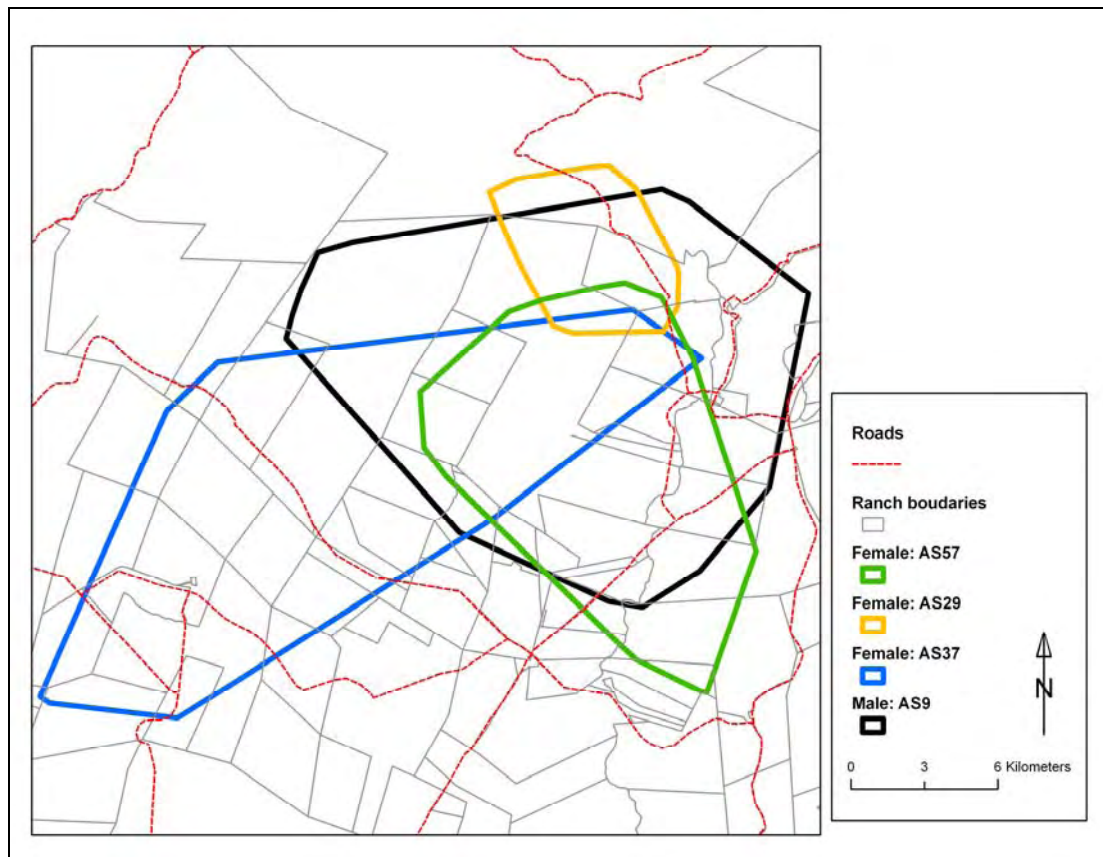 Roads
Ranch boudaries
Female: AS57
Female: AS29
Female: AS37
Male: AS9
N
0 3 6 Kilometers